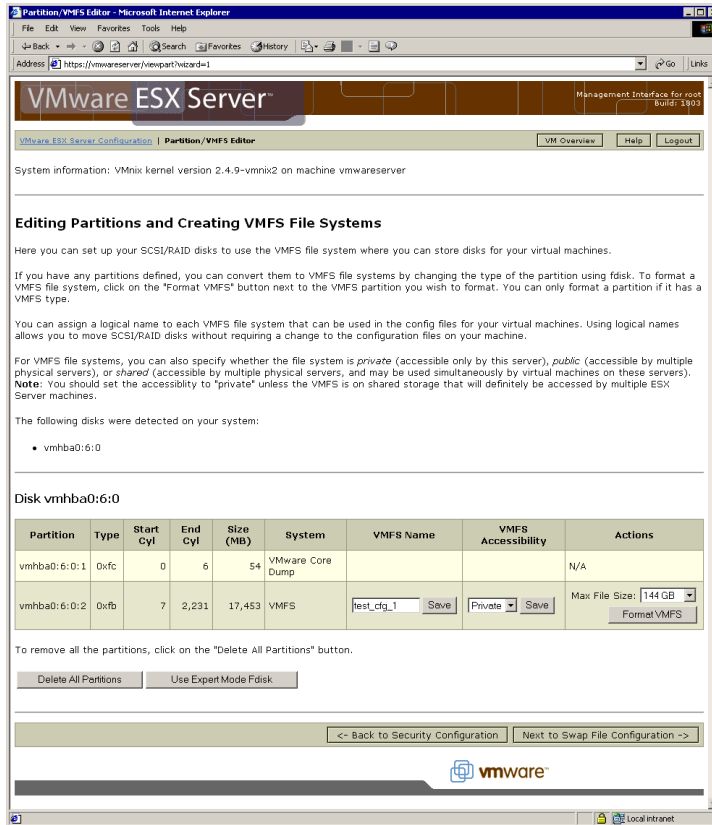 Partition/VMFS Editor - Microsoft Internet Explorer
File Edit View Favorites Tools Help
Back Search Favorites History
Address https://vmwareserver/viewpart?wizard=1 Go Links
VMware ESX Server™
Management Interface for root
Build: 1803
VMware ESX Server Configuration | Partition/VMFS Editor VM Overview Help Logout
System information: VMnix kernel version 2.4.9-vmnix2 on machine vmwareserver
Editing Partitions and Creating VMFS File Systems
Here you can set up your SCSI/RAID disks to use the VMFS file system where you can store disks for your virtual machines.
If you have any partitions defined, you can convert them to VMFS file systems by changing the type of the partition using fdisk. To format a
VMFS file system, click on the "Format VMFS" button next to the VMFS partition you wish to format. You can only format a partition if it has a
VMFS type.
You can assign a logical name to each VMFS file system that can be used in the config files for your virtual machines. Using logical names
allows you to move SCSI/RAID disks without requiring a change to the configuration files on your machine.
For VMFS file systems, you can also specify whether the file system is private (accessible only by this server), public (accessible by multiple
physical servers), or shared (accessible by multiple physical servers, and may be used simultaneously by virtual machines on these servers).
Note: You should set the accessiblity to "private" unless the VMFS is on shared storage that will definitely be accessed by multiple ESX
Server machines.
The following disks were detected on your system:
• vmhba0:6:0
Disk vmhba0:6:0
Partition Type Start Cyl End Cyl Size (MB) System VMFS Name VMFS Accessibility Actions
vmhba0:6:0:1 0xfc 0 6 54 VMware Core Dump N/A
vmhba0:6:0:2 0xfb 7 2,231 17,453 VMFS test_cfg_1 Save Private Save Max File Size: 144 GB
Format VMFS
To remove all the partitions, click on the "Delete All Partitions" button.
Delete All Partitions Use Expert Mode Fdisk
<- Back to Security Configuration Next to Swap File Configuration ->
vmware™
Local intranet